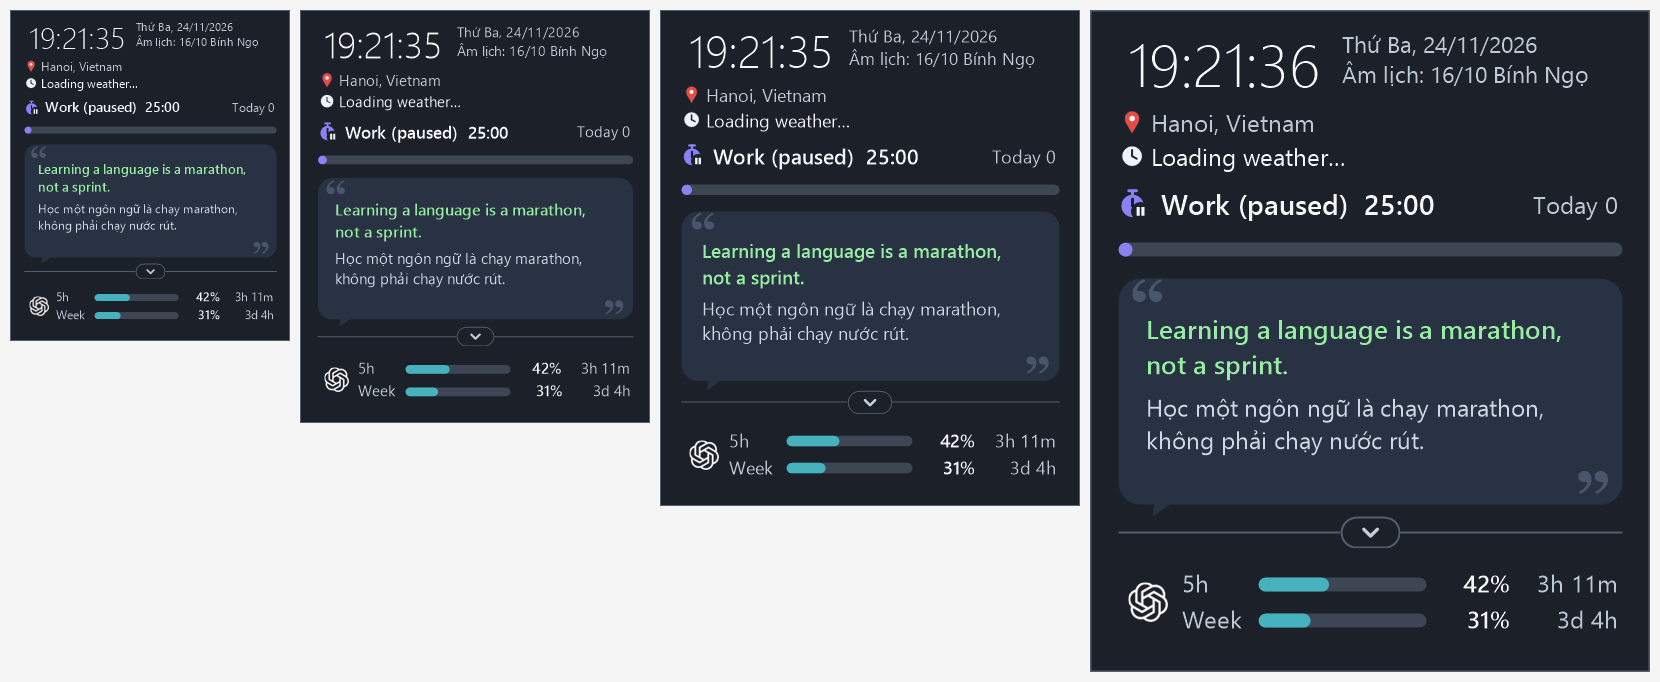 19:21:35
Thứ Ba, 24/11/2026
Âm lịch: 16/10 Bính Ngọ
Hanoi, Vietnam
Loading weather...
Work (paused) 25:00 Today 0
“
Learning a language is a marathon,
not a sprint.
Học một ngôn ngữ là chạy marathon,
không phải chạy nước rút.
”
5h 42% 3h 11m
Week 31% 3d 4h
19:21:35
Thứ Ba, 24/11/2026
Âm lịch: 16/10 Bính Ngọ
Hanoi, Vietnam
Loading weather...
Work (paused) 25:00 Today 0
“
Learning a language is a marathon,
not a sprint.
Học một ngôn ngữ là chạy marathon,
không phải chạy nước rút.
”
5h 42% 3h 11m
Week 31% 3d 4h
19:21:35
Thứ Ba, 24/11/2026
Âm lịch: 16/10 Bính Ngọ
Hanoi, Vietnam
Loading weather...
Work (paused) 25:00 Today 0
“
Learning a language is a marathon,
not a sprint.
Học một ngôn ngữ là chạy marathon,
không phải chạy nước rút.
”
5h 42% 3h 11m
Week 31% 3d 4h
19:21:36
Thứ Ba, 24/11/2026
Âm lịch: 16/10 Bính Ngọ
Hanoi, Vietnam
Loading weather...
Work (paused) 25:00 Today 0
“
Learning a language is a marathon,
not a sprint.
Học một ngôn ngữ là chạy marathon,
không phải chạy nước rút.
”
5h 42% 3h 11m
Week 31% 3d 4h